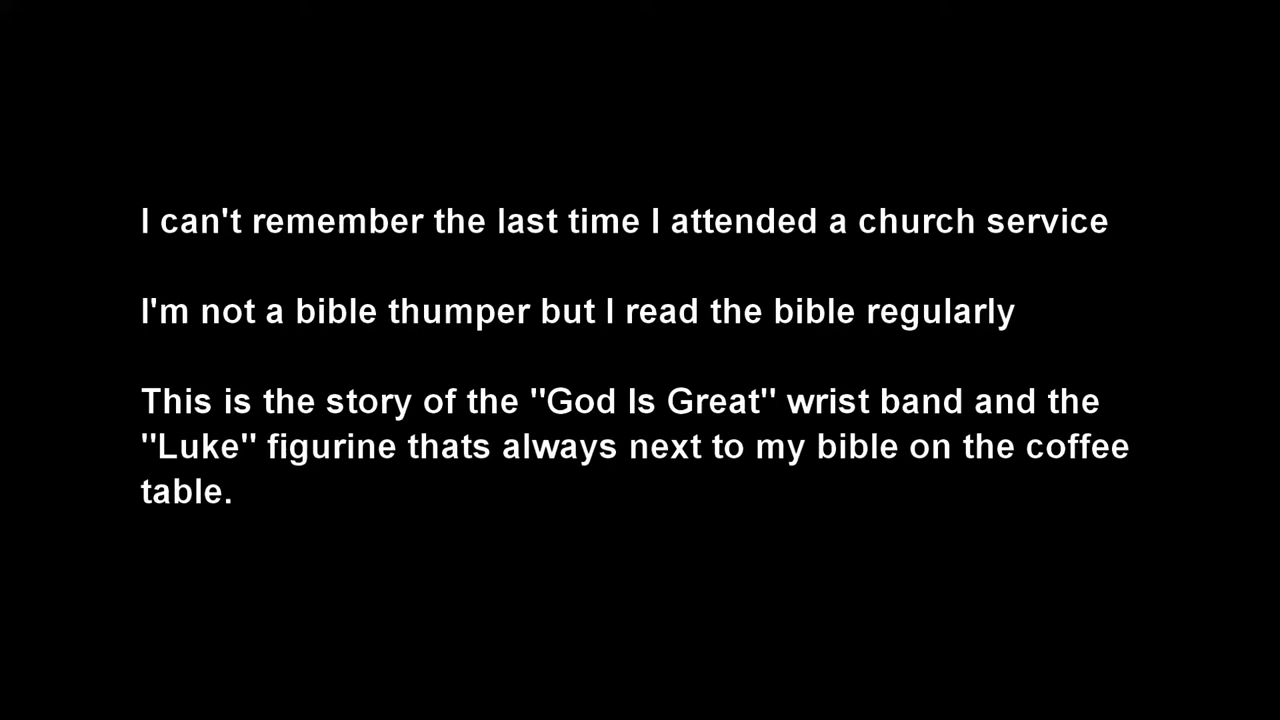 I can't remember the last time I attended a church service
I'm not a bible thumper but I read the bible regularly
This is the story of the "God Is Great" wrist band and the
"Luke" figurine thats always next to my bible on the coffee
table.